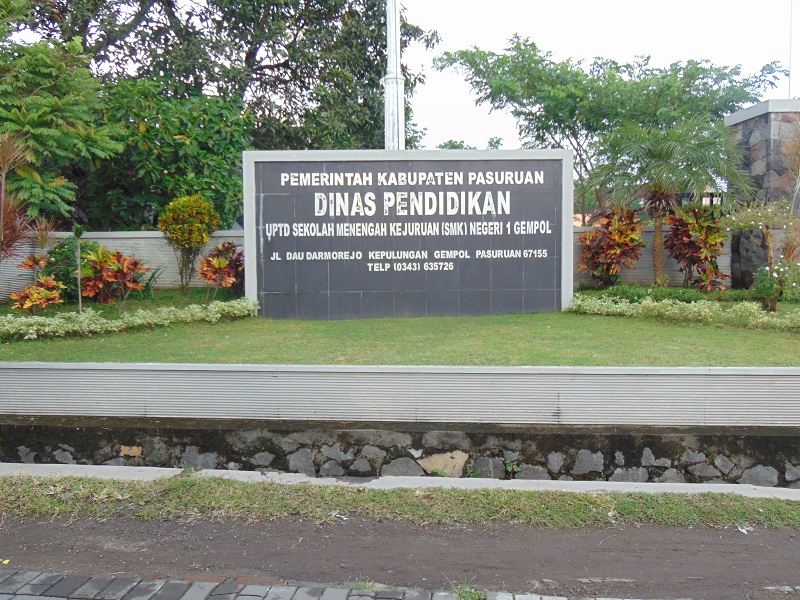 PEMERINTAH KABUPATEN PASURUAN
DINAS PENDIDIKAN
UPTD SEKOLAH MENENGAH KEJURUAN (SMK) NEGERI 1 GEMPOL
JL DAU DARMOREJO KEPULUNGAN GEMPOL PASURUAN 67155
TELP (0343) 635726